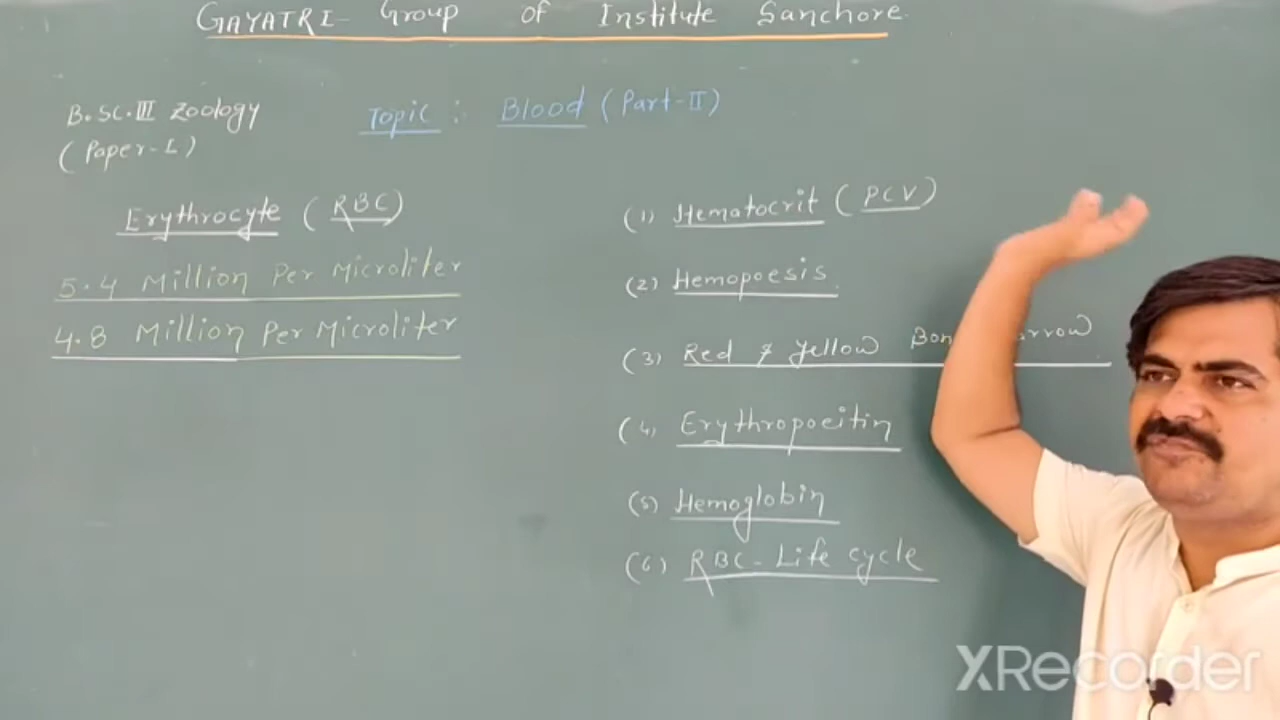 GAYATRI- Group of Institute Sanchore.
B.SC.III Zoology
(Paper-I)
Topic : Blood (Part-II)
Erythrocyte (RBC)
5.4 Million Per Microliter
4.8 Million Per Microliter
(1) Hematocrit (PCV)
(2) Hemopoesis.
(3) Red & Yellow
(4) Erythropoeitin
(5) Hemoglobin
(6) RBC - Life cycle
XRecorder